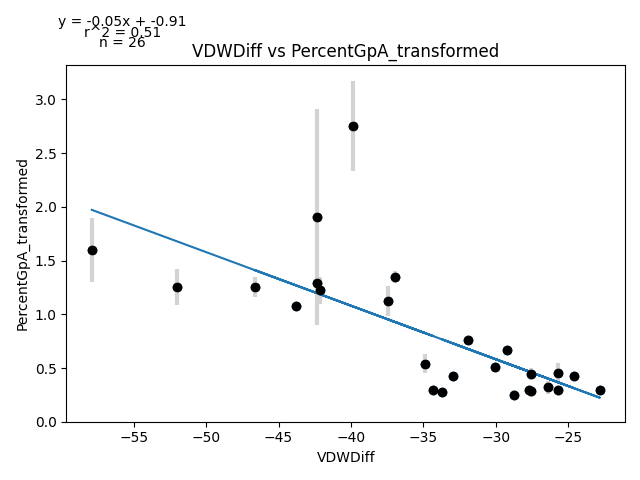 y = -0.05x + -0.91
r^2 = 0.51
n = 26
VDWDiff vs PercentGpA_transformed
3.0
2.5
2.0
1.5
1.0
0.5
0.0
PercentGpA_transformed
−55 −50 −45 −40 −35 −30 −25
VDWDiff